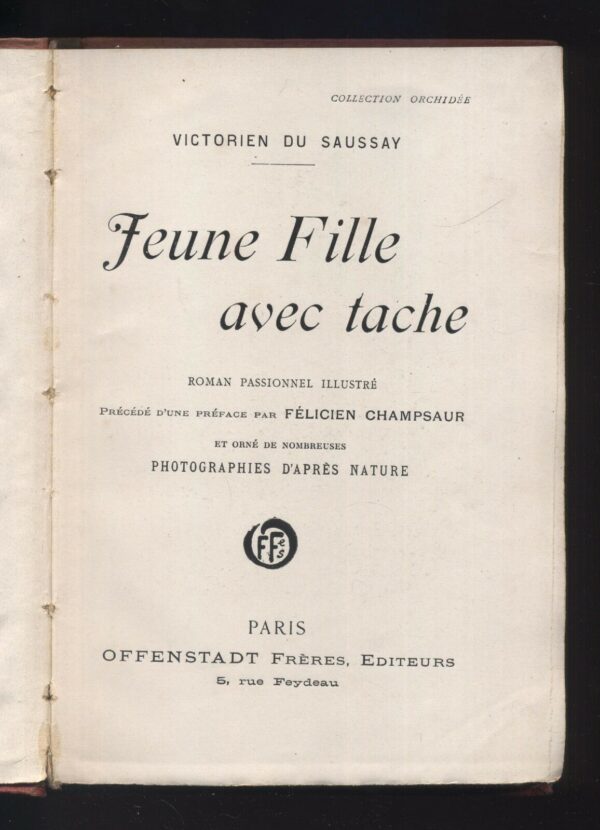 COLLECTION ORCHIDÉE
VICTORIEN DU SAUSSAY
Jeune Fille
avec tache
ROMAN PASSIONNEL ILLUSTRÉ
PRÉCÉDÉ D'UNE PRÉFACE PAR FÉLICIEN CHAMPSAUR
ET ORNÉ DE NOMBREUSES
PHOTOGRAPHIES D'APRÈS NATURE
FFes
PARIS
OFFENSTADT FRÈRES, EDITEURS
5, rue Feydeau